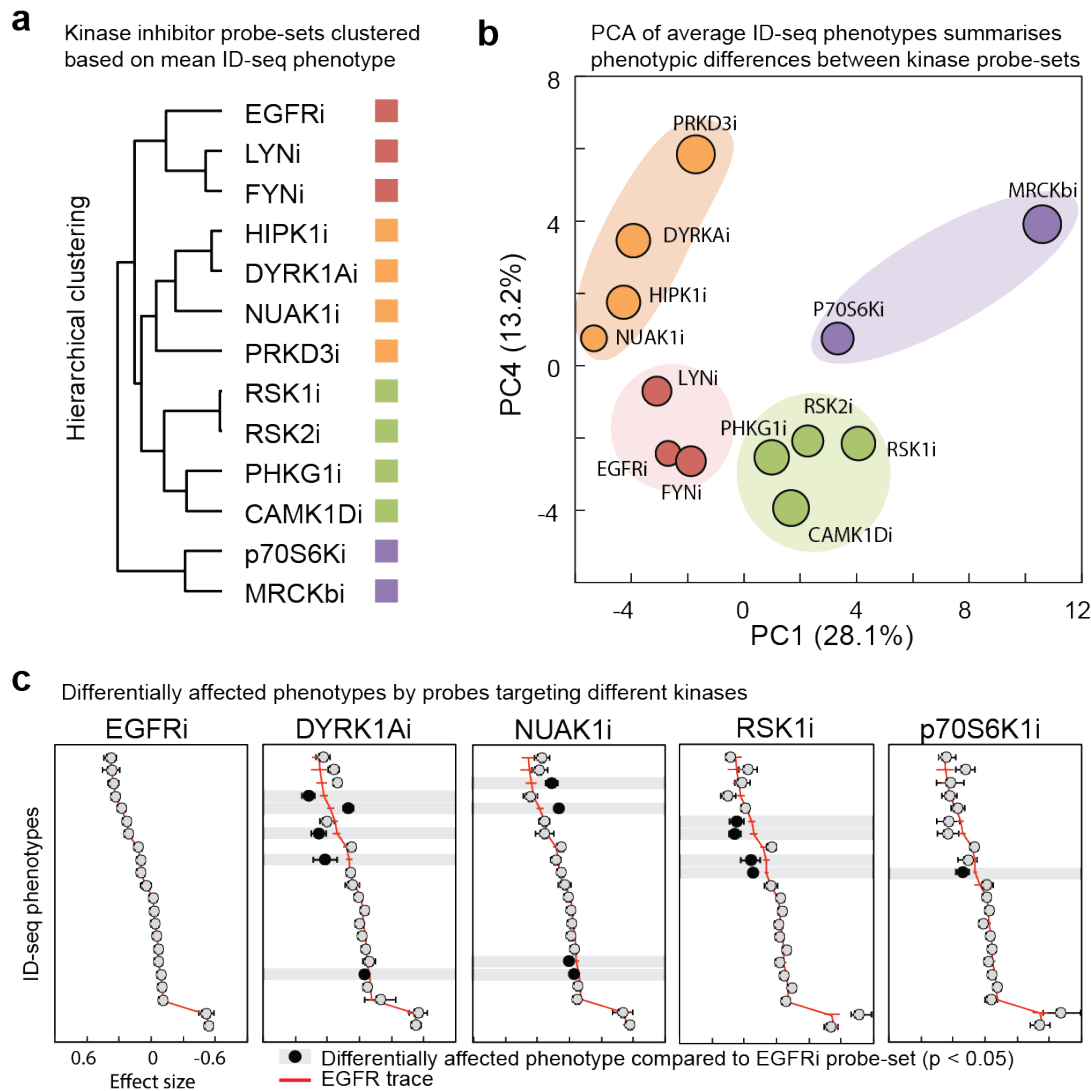 a
Kinase inhibitor probe-sets clustered
based on mean ID-seq phenotype
Hierarchical clustering
EGFRi
LYNi
FYNi
HIPK1i
DYRK1Ai
NUAK1i
PRKD3i
RSK1i
RSK2i
PHKG1i
CAMK1Di
p70S6Ki
MRCKbi
b
PCA of average ID-seq phenotypes summarises
phenotypic differences between kinase probe-sets
8
4
0
-4
PC4 (13.2%)
PRKD3i
MRCKbi
DYRKAi
HIPK1i
P70S6Ki
NUAK1i
LYNi
RSK2i
PHKG1i
RSK1i
EGFRi
FYNi
CAMK1Di
-4 0 4 8 12
PC1 (28.1%)
c
Differentially affected phenotypes by probes targeting different kinases
EGFRi DYRK1Ai NUAK1i RSK1i p70S6K1i
ID-seq phenotypes
0.6 0 -0.6
Effect size
Differentially affected phenotype compared to EGFRi probe-set (p < 0.05)
EGFR trace